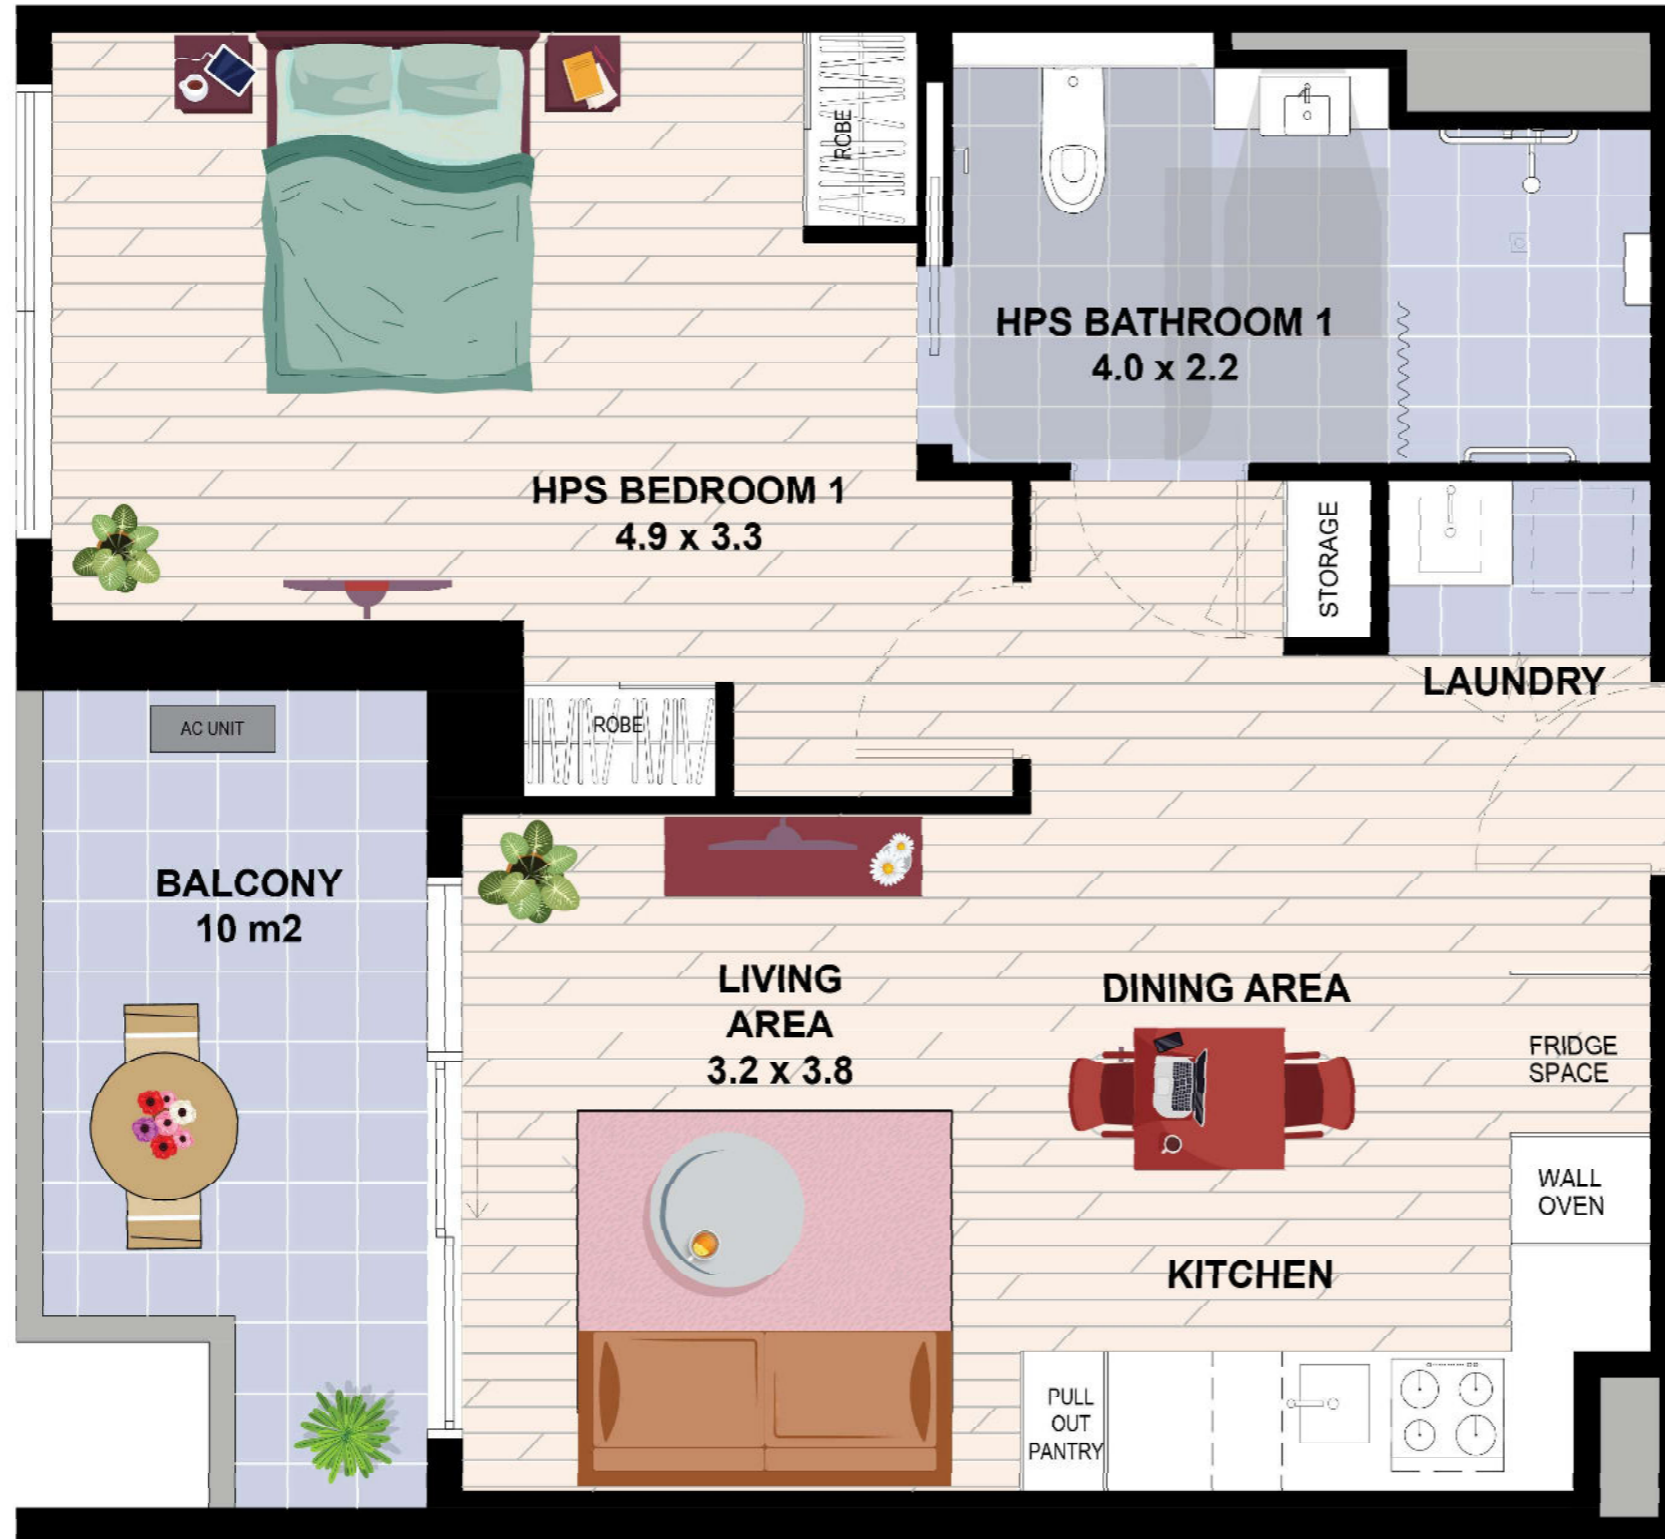 ROBE
HPS BATHROOM 1
4.0 x 2.2
HPS BEDROOM 1
4.9 x 3.3
STORAGE
LAUNDRY
ROBE
AC UNIT
BALCONY
10 m2
LIVING
AREA
3.2 x 3.8
DINING AREA
FRIDGE
SPACE
WALL
OVEN
KITCHEN
PULL
OUT
PANTRY